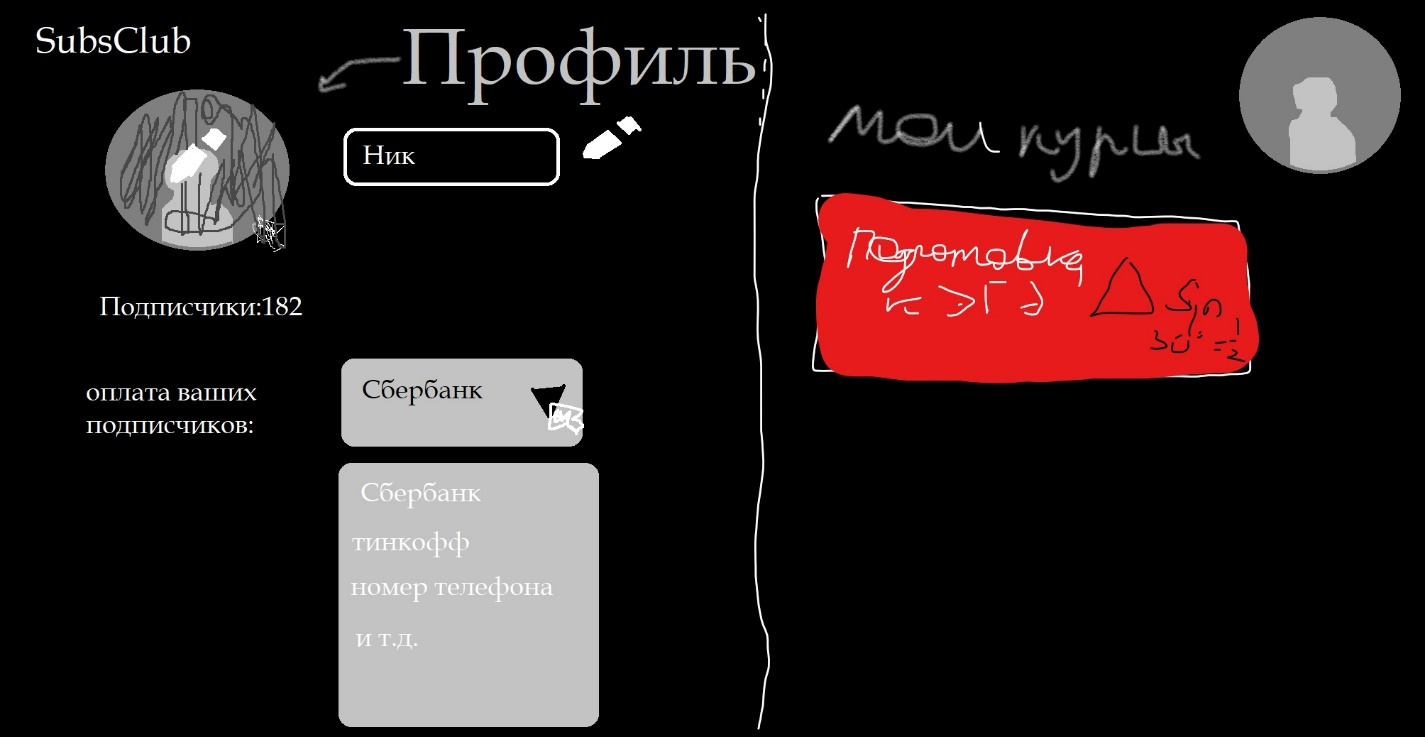 SubsClub
Профиль
Ник
Подписчики:182
оплата ваших
подписчиков:
Сбербанк
Сбербанк
тинкофф
номер телефона
и т.д.
мои курсы
Подготовка
к ЕГЭ
Sin
30° = 1/2